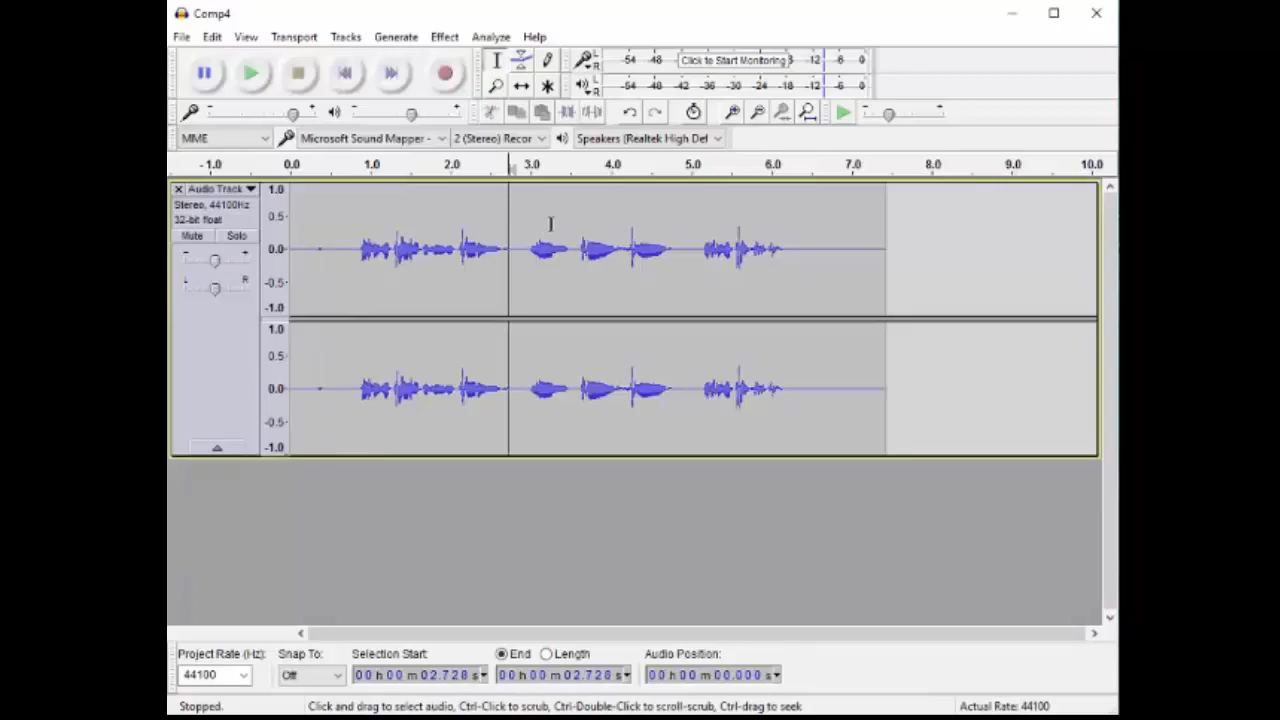 Comp4
File Edit View Transport Tracks Generate Effect Analyze Help
L R -54 -48 Click to Start Monitoring -12 -6 0
L R -54 -48 -42 -36 -30 -24 -18 -12 -6 0
MME Microsoft Sound Mapper - 2 (Stereo) Recor Speakers (Realtek High Def
-1.0 0.0 1.0 2.0 3.0 4.0 5.0 6.0 7.0 8.0 9.0 10.0
Audio Track
Stereo, 44100Hz
32-bit float
Mute Solo
- +
L R
1.0
0.5
0.0
-0.5
-1.0
1.0
0.5
0.0
-0.5
-1.0
Project Rate (Hz): Snap To: Selection Start: End Length Audio Position:
44100 Off 00 h 00 m 02.728 s 00 h 00 m 02.728 s 00 h 00 m 00.000 s
Stopped. Click and drag to select audio, Ctrl-Click to scrub, Ctrl-Double-Click to scroll-scrub, Ctrl-drag to seek Actual Rate: 44100